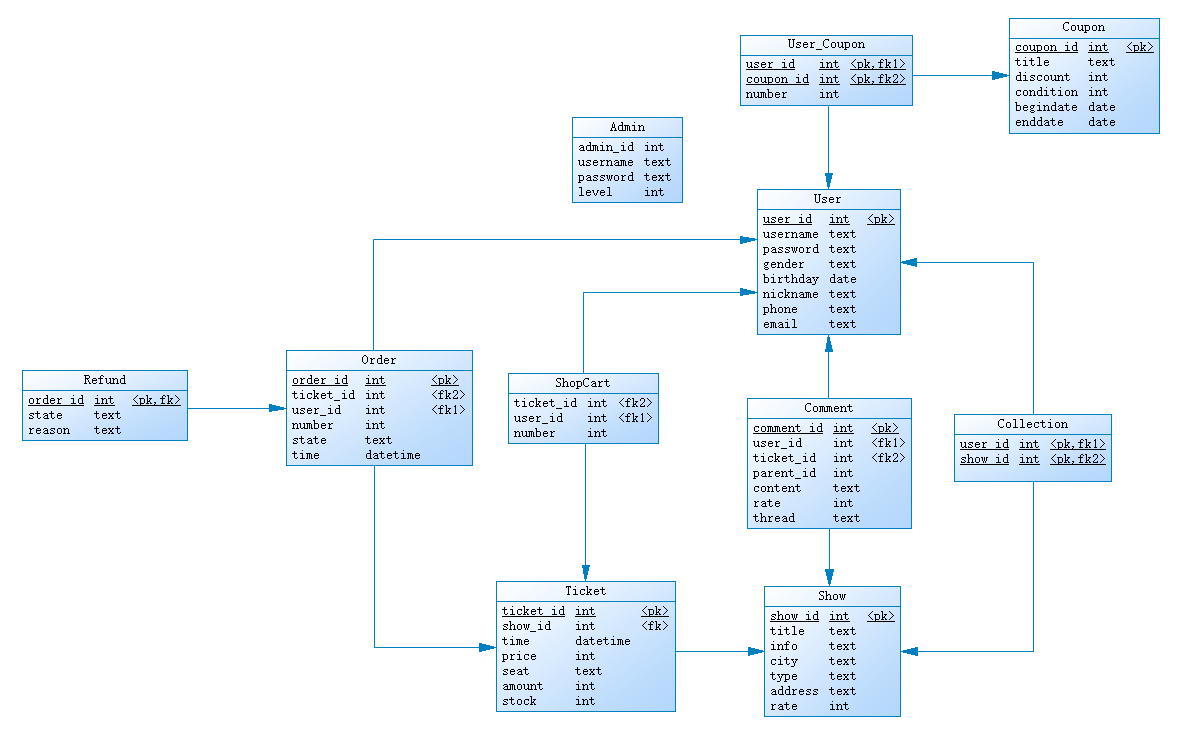 Coupon
coupon_id int <pk>
title text
discount int
condition int
begindate date
enddate date
User_Coupon
user_id int <pk,fk1>
coupon_id int <pk,fk2>
number int
Admin
admin_id int
username text
password text
level int
User
user_id int <pk>
username text
password text
gender text
birthday date
nickname text
phone text
email text
Refund
order_id int <pk,fk>
state text
reason text
Order
order_id int <pk>
ticket_id int <fk2>
user_id int <fk1>
number int
state text
time datetime
ShopCart
ticket_id int <fk2>
user_id int <fk1>
number int
Comment
comment_id int <pk>
user_id int <fk1>
ticket_id int <fk2>
parent_id int
content text
rate int
thread text
Collection
user_id int <pk,fk1>
show_id int <pk,fk2>
Ticket
ticket_id int <pk>
show_id int <fk>
time datetime
price int
seat text
amount int
stock int
Show
show_id int <pk>
title text
info text
city text
type text
address text
rate int